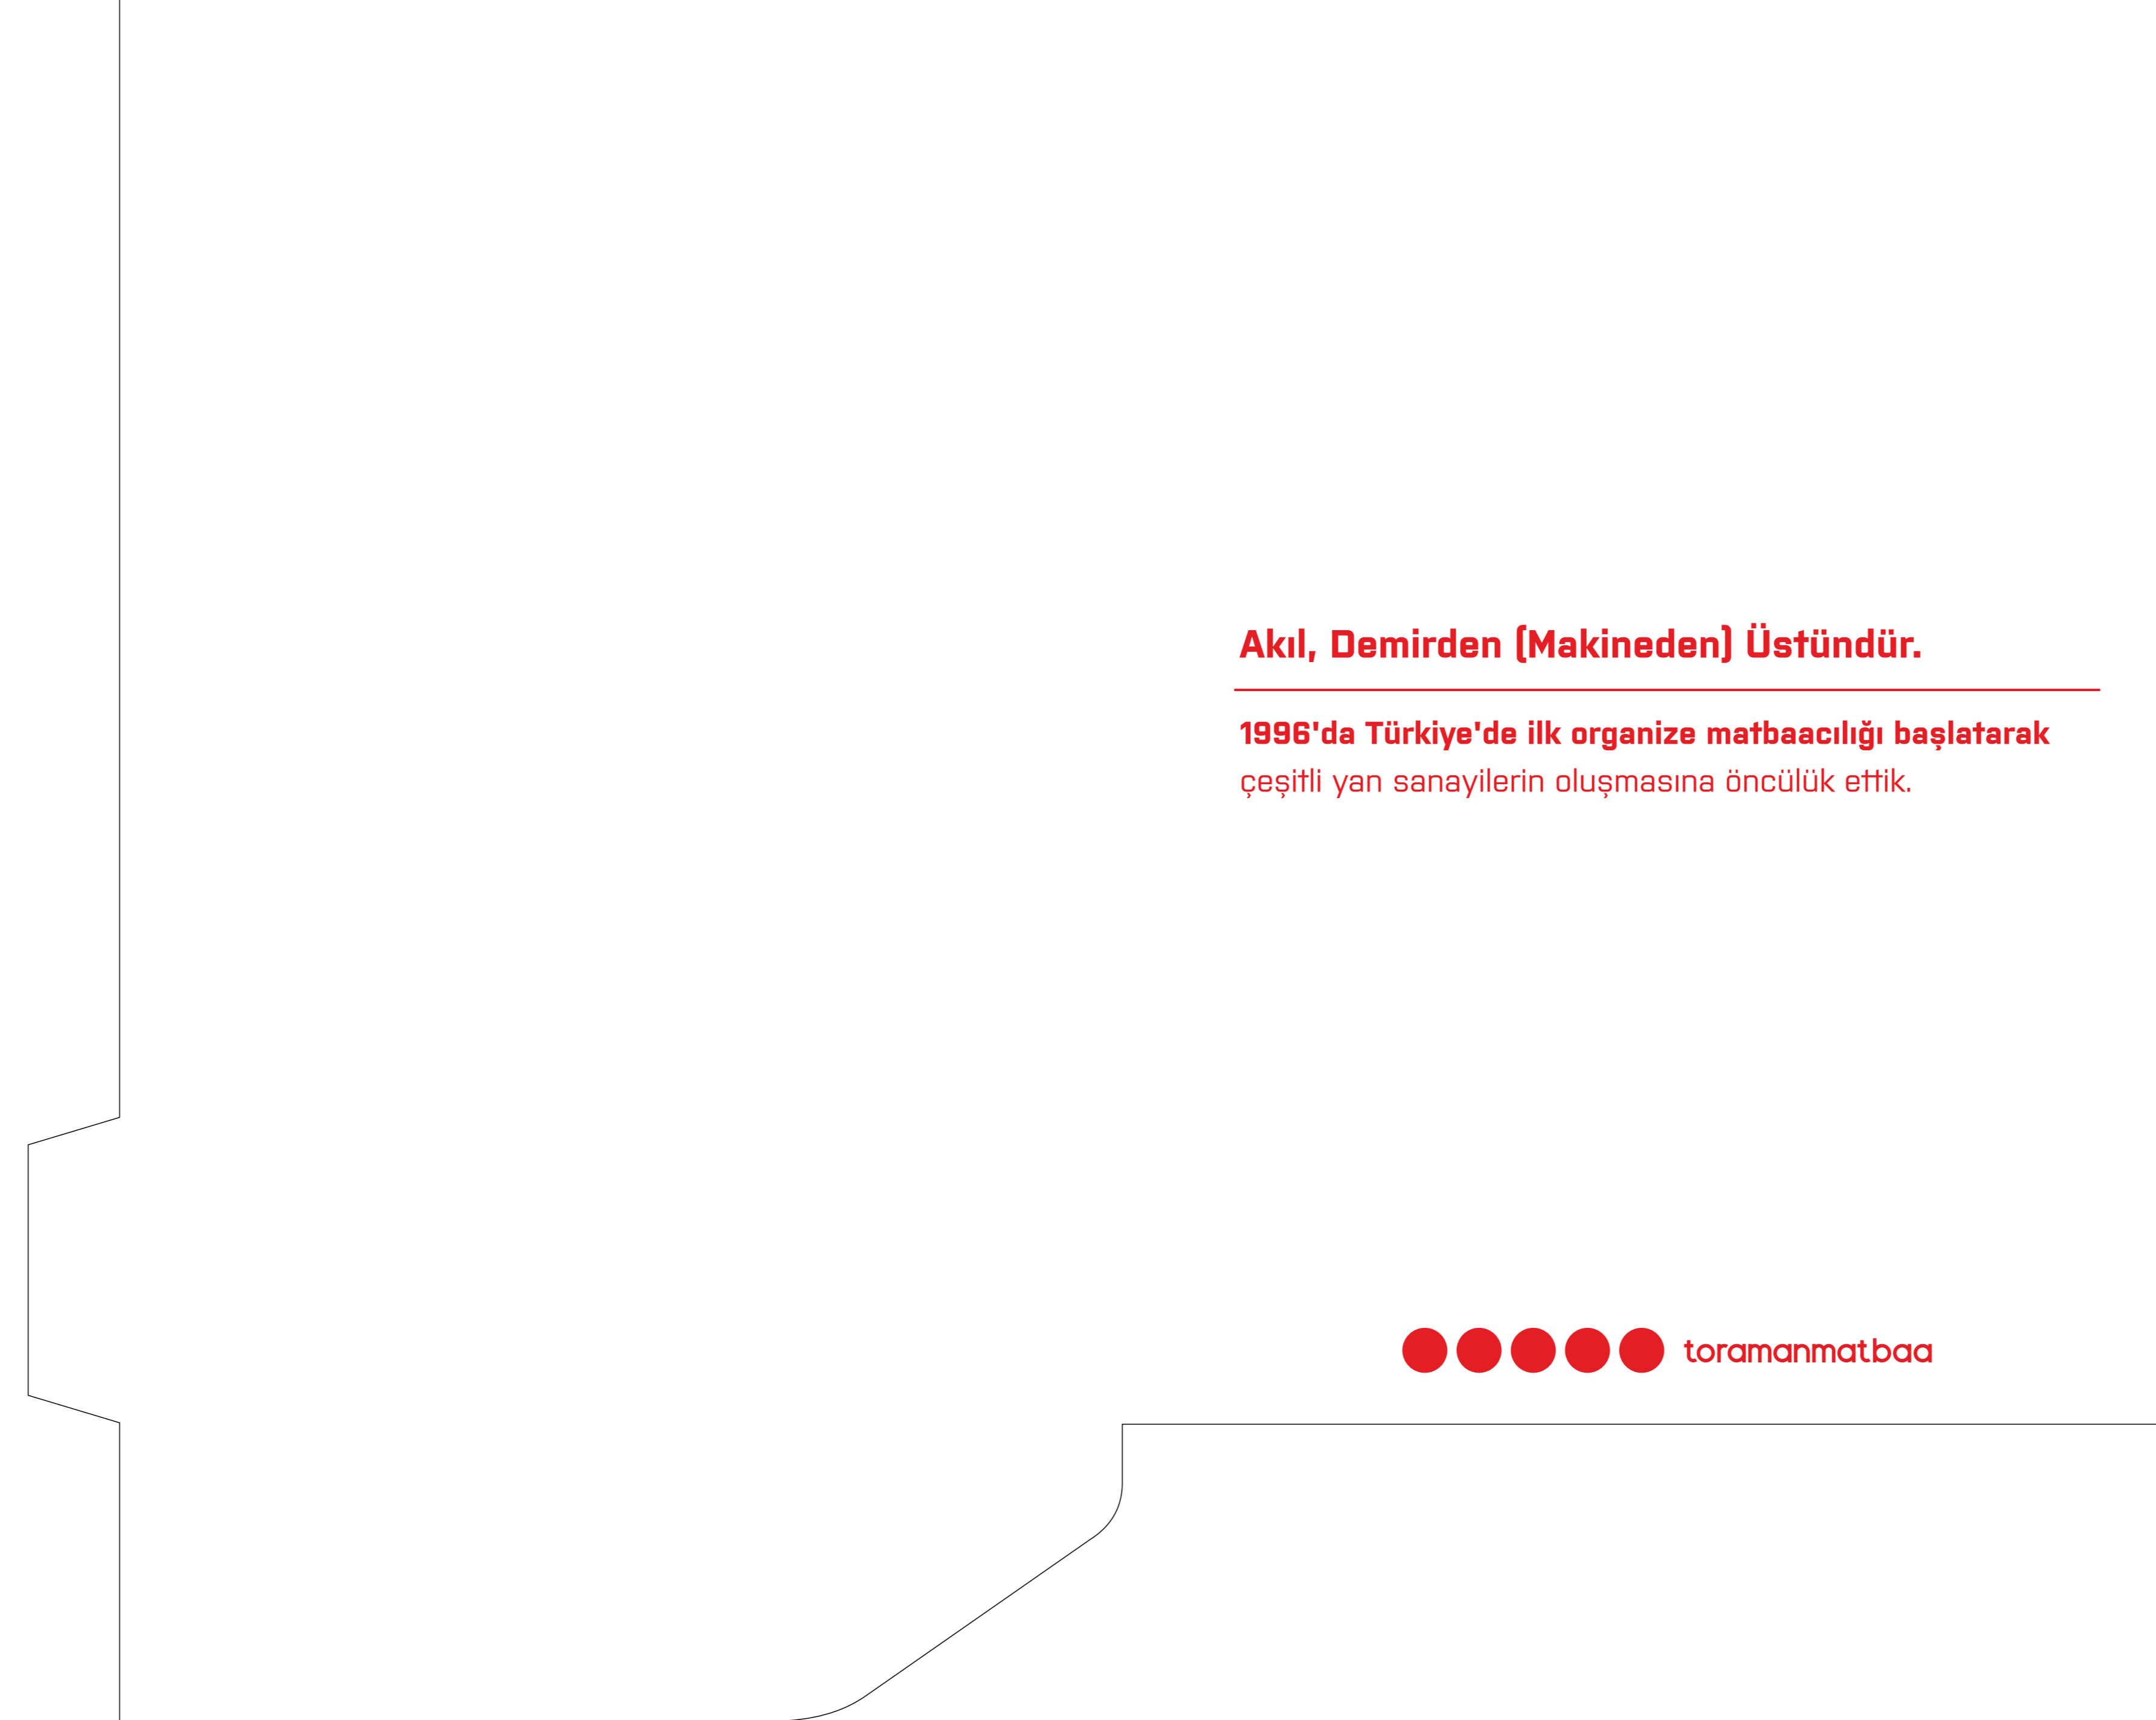 Akıl, Demirden (Makineden) Üstündür.
1996'da Türkiye'de ilk organize matbaacılığı başlatarak
çeşitli yan sanayilerin oluşmasına öncülük ettik.
toramanmatbaa